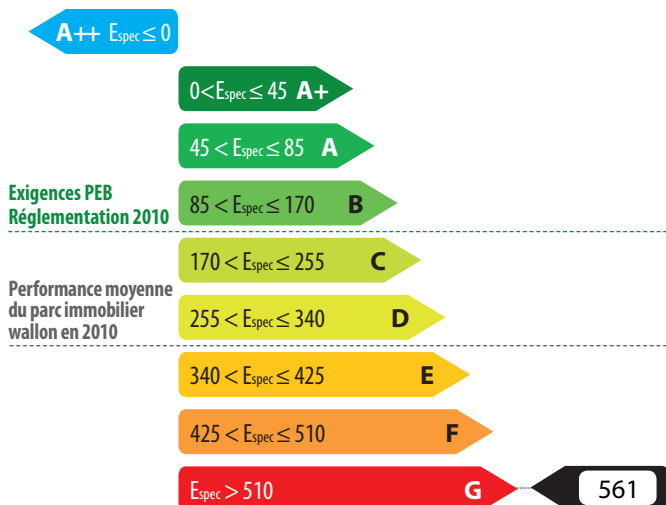 A++ Espec ≤ 0
0<Espec ≤ 45 A+
45 < Espec ≤ 85 A
Exigences PEB
Réglementation 2010
85 < Espec ≤ 170 B
170 < Espec ≤ 255 C
Performance moyenne
du parc immobilier
wallon en 2010
255 < Espec ≤ 340 D
340 < Espec ≤ 425 E
425 < Espec ≤ 510 F
Espec > 510 G
561